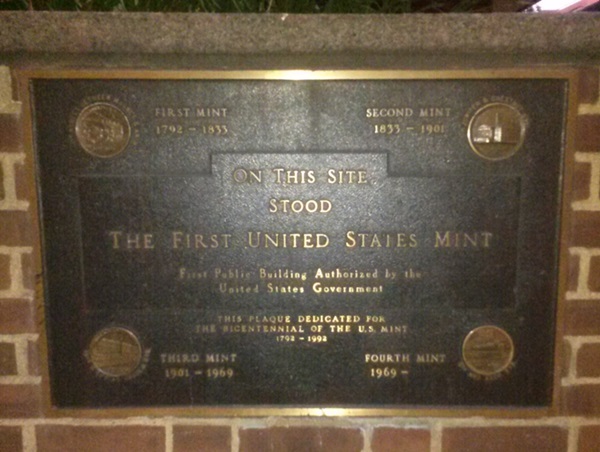 FIRST MINT
1792 - 1833
SECOND MINT
1833 - 1901
ON THIS SITE
STOOD
THE FIRST UNITED STATES MINT
First Public Building Authorized by the
United States Government
THIS PLAQUE DEDICATED FOR
THE BICENTENNIAL OF THE U.S. MINT
1792 - 1992
THIRD MINT
1901 - 1969
FOURTH MINT
1969 -